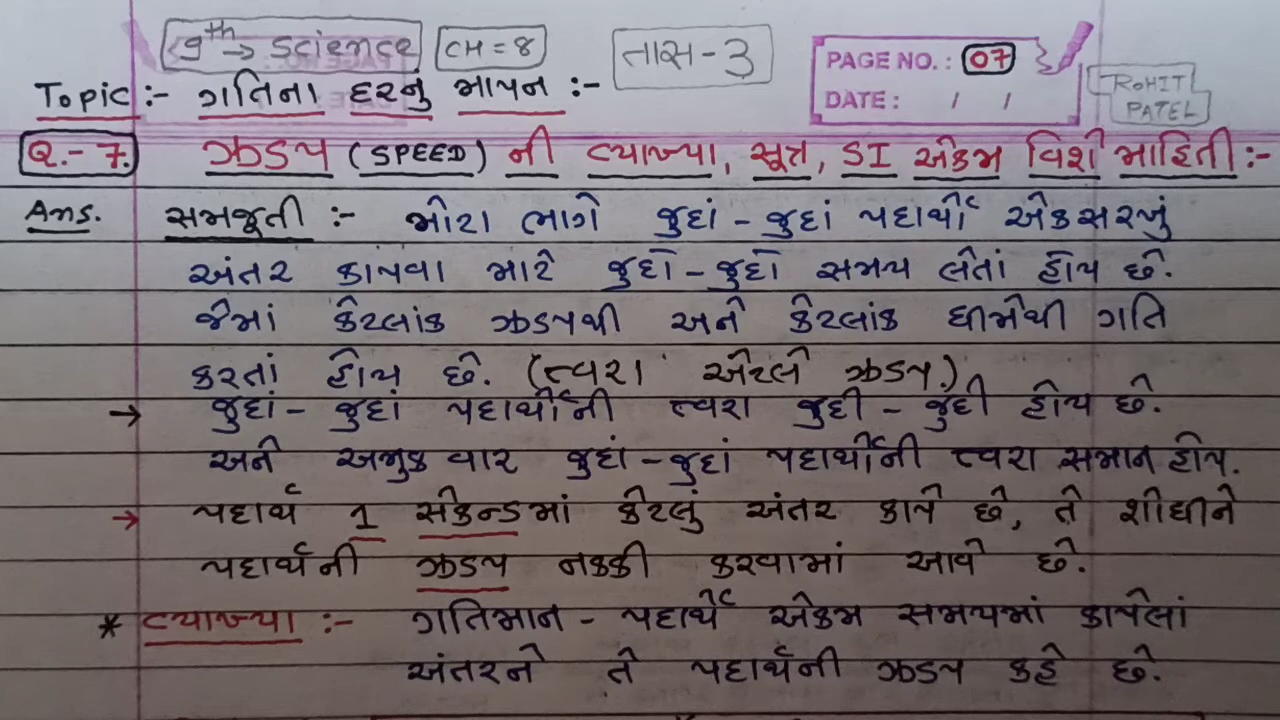 9th → Science CH = 8 તાસ - 3 PAGE NO. : 07
DATE : / /
ROHIT PATEL
Topic :- ગતિના દરનું માપન :-
Q.- 7. ઝડપ (SPEED) ની વ્યાખ્યા, સૂત્ર, SI એકમ વિશે માહિતી :-
Ans. સમજૂતી :- મોટા ભાગે જુદાં - જુદાં પદાર્થો એકસરખું
અંતર કાપવા માટે જુદો - જુદો સમય લેતાં હોય છે.
જેમાં કેટલાંક ઝડપથી અને કેટલાંક ધીમેથી ગતિ
કરતાં હોય છે. (ત્વરા એટલે ઝડપ.)
→ જુદાં - જુદાં પદાર્થોની ત્વરા જુદી - જુદી હોય છે.
અને અમુક વાર જુદાં - જુદાં પદાર્થોની ત્વરા સમાન હોય.
→ પદાર્થ 1 સેકન્ડમાં કેટલું અંતર કાપે છે, તે શોધીને
પદાર્થની ઝડપ નક્કી કરવામાં આવે છે.
* વ્યાખ્યા :- ગતિમાન - પદાર્થે એકમ સમયમાં કાપેલાં
અંતરને તે પદાર્થની ઝડપ કહે છે.